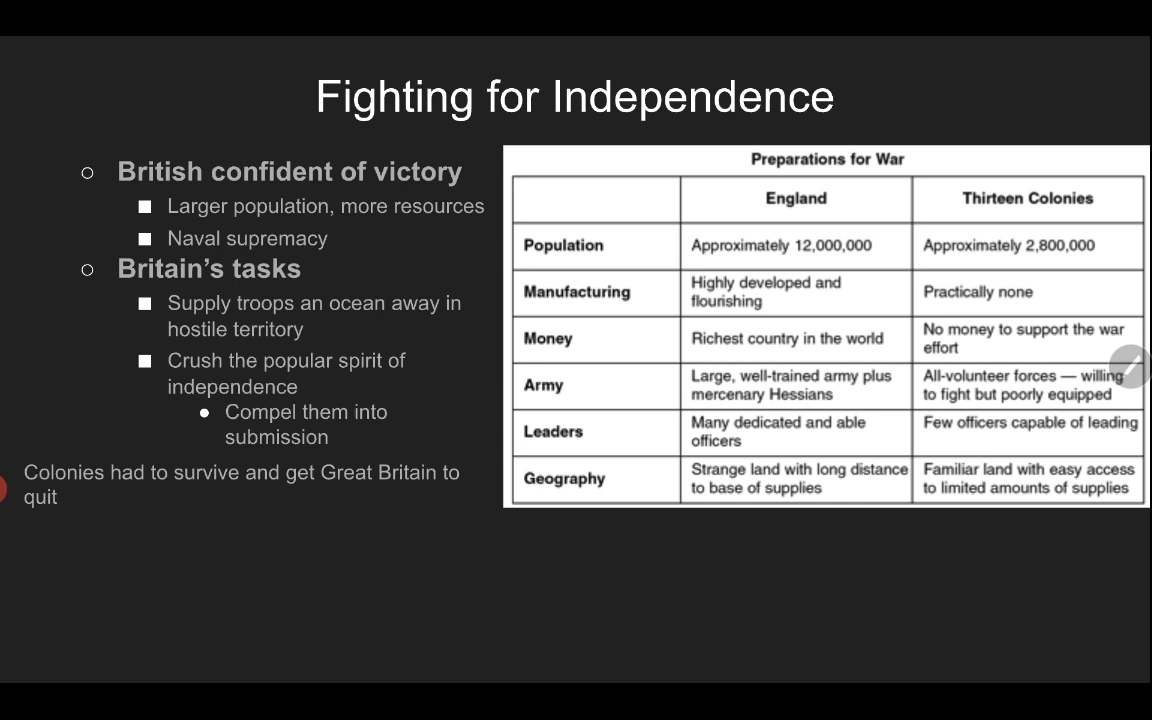 Fighting for Independence
British confident of victory
Larger population, more resources
Naval supremacy
Britain’s tasks
Supply troops an ocean away in
hostile territory
Crush the popular spirit of
independence
Compel them into
submission
Colonies had to survive and get Great Britain to
quit
Preparations for War
England Thirteen Colonies
Population Approximately 12,000,000 Approximately 2,800,000
Manufacturing Highly developed and flourishing Practically none
Money Richest country in the world No money to support the war effort
Army Large, well-trained army plus mercenary Hessians All-volunteer forces — willing to fight but poorly equipped
Leaders Many dedicated and able officers Few officers capable of leading
Geography Strange land with long distance to base of supplies Familiar land with easy access to limited amounts of supplies